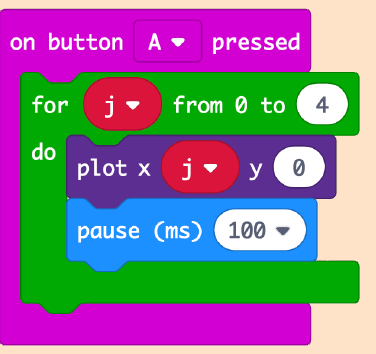 on button A pressed
for j from 0 to 4
do
plot x j y 0
pause (ms) 100